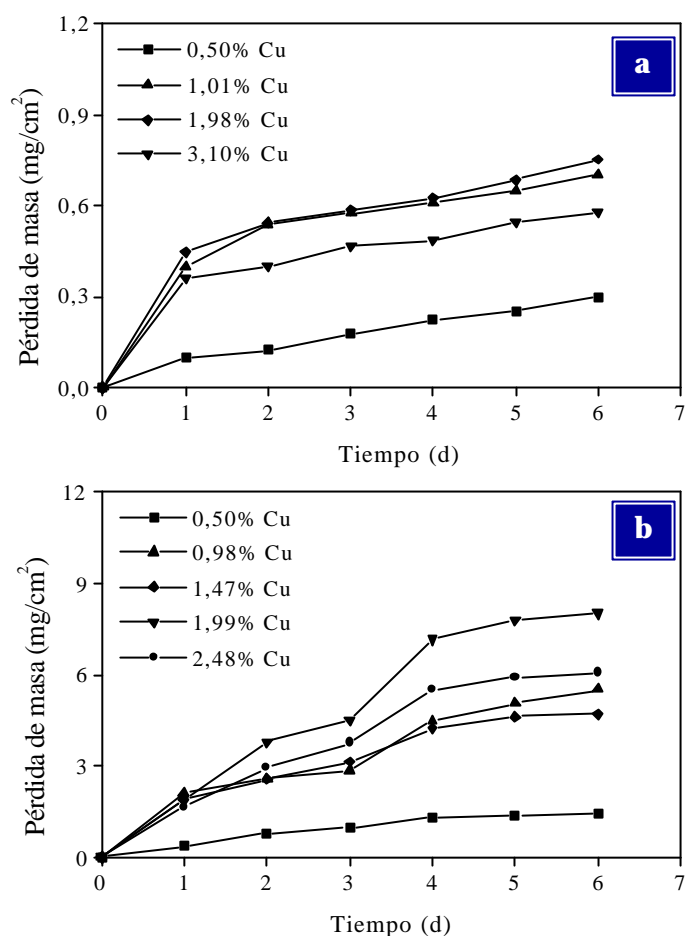 1,2
0,9
0,6
0,3
0,0
Pérdida de masa (mg/cm²)
0,50% Cu
1,01% Cu
1,98% Cu
3,10% Cu
a
0 1 2 3 4 5 6 7
Tiempo (d)
12
9
6
3
0
Pérdida de masa (mg/cm²)
0,50% Cu
0,98% Cu
1,47% Cu
1,99% Cu
2,48% Cu
b
0 1 2 3 4 5 6 7
Tiempo (d)